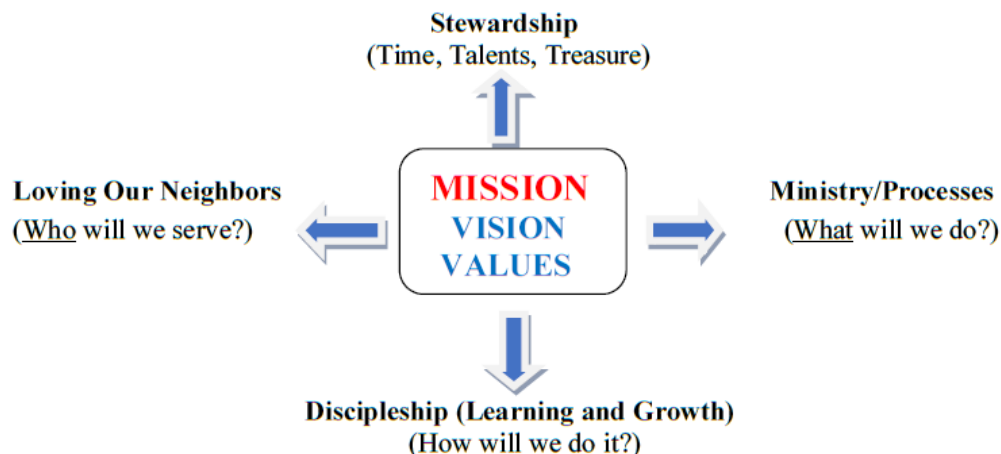 Stewardship
(Time, Talents, Treasure)
Loving Our Neighbors
(Who will we serve?)
MISSION
VISION
VALUES
Ministry/Processes
(What will we do?)
Discipleship (Learning and Growth)
(How will we do it?)